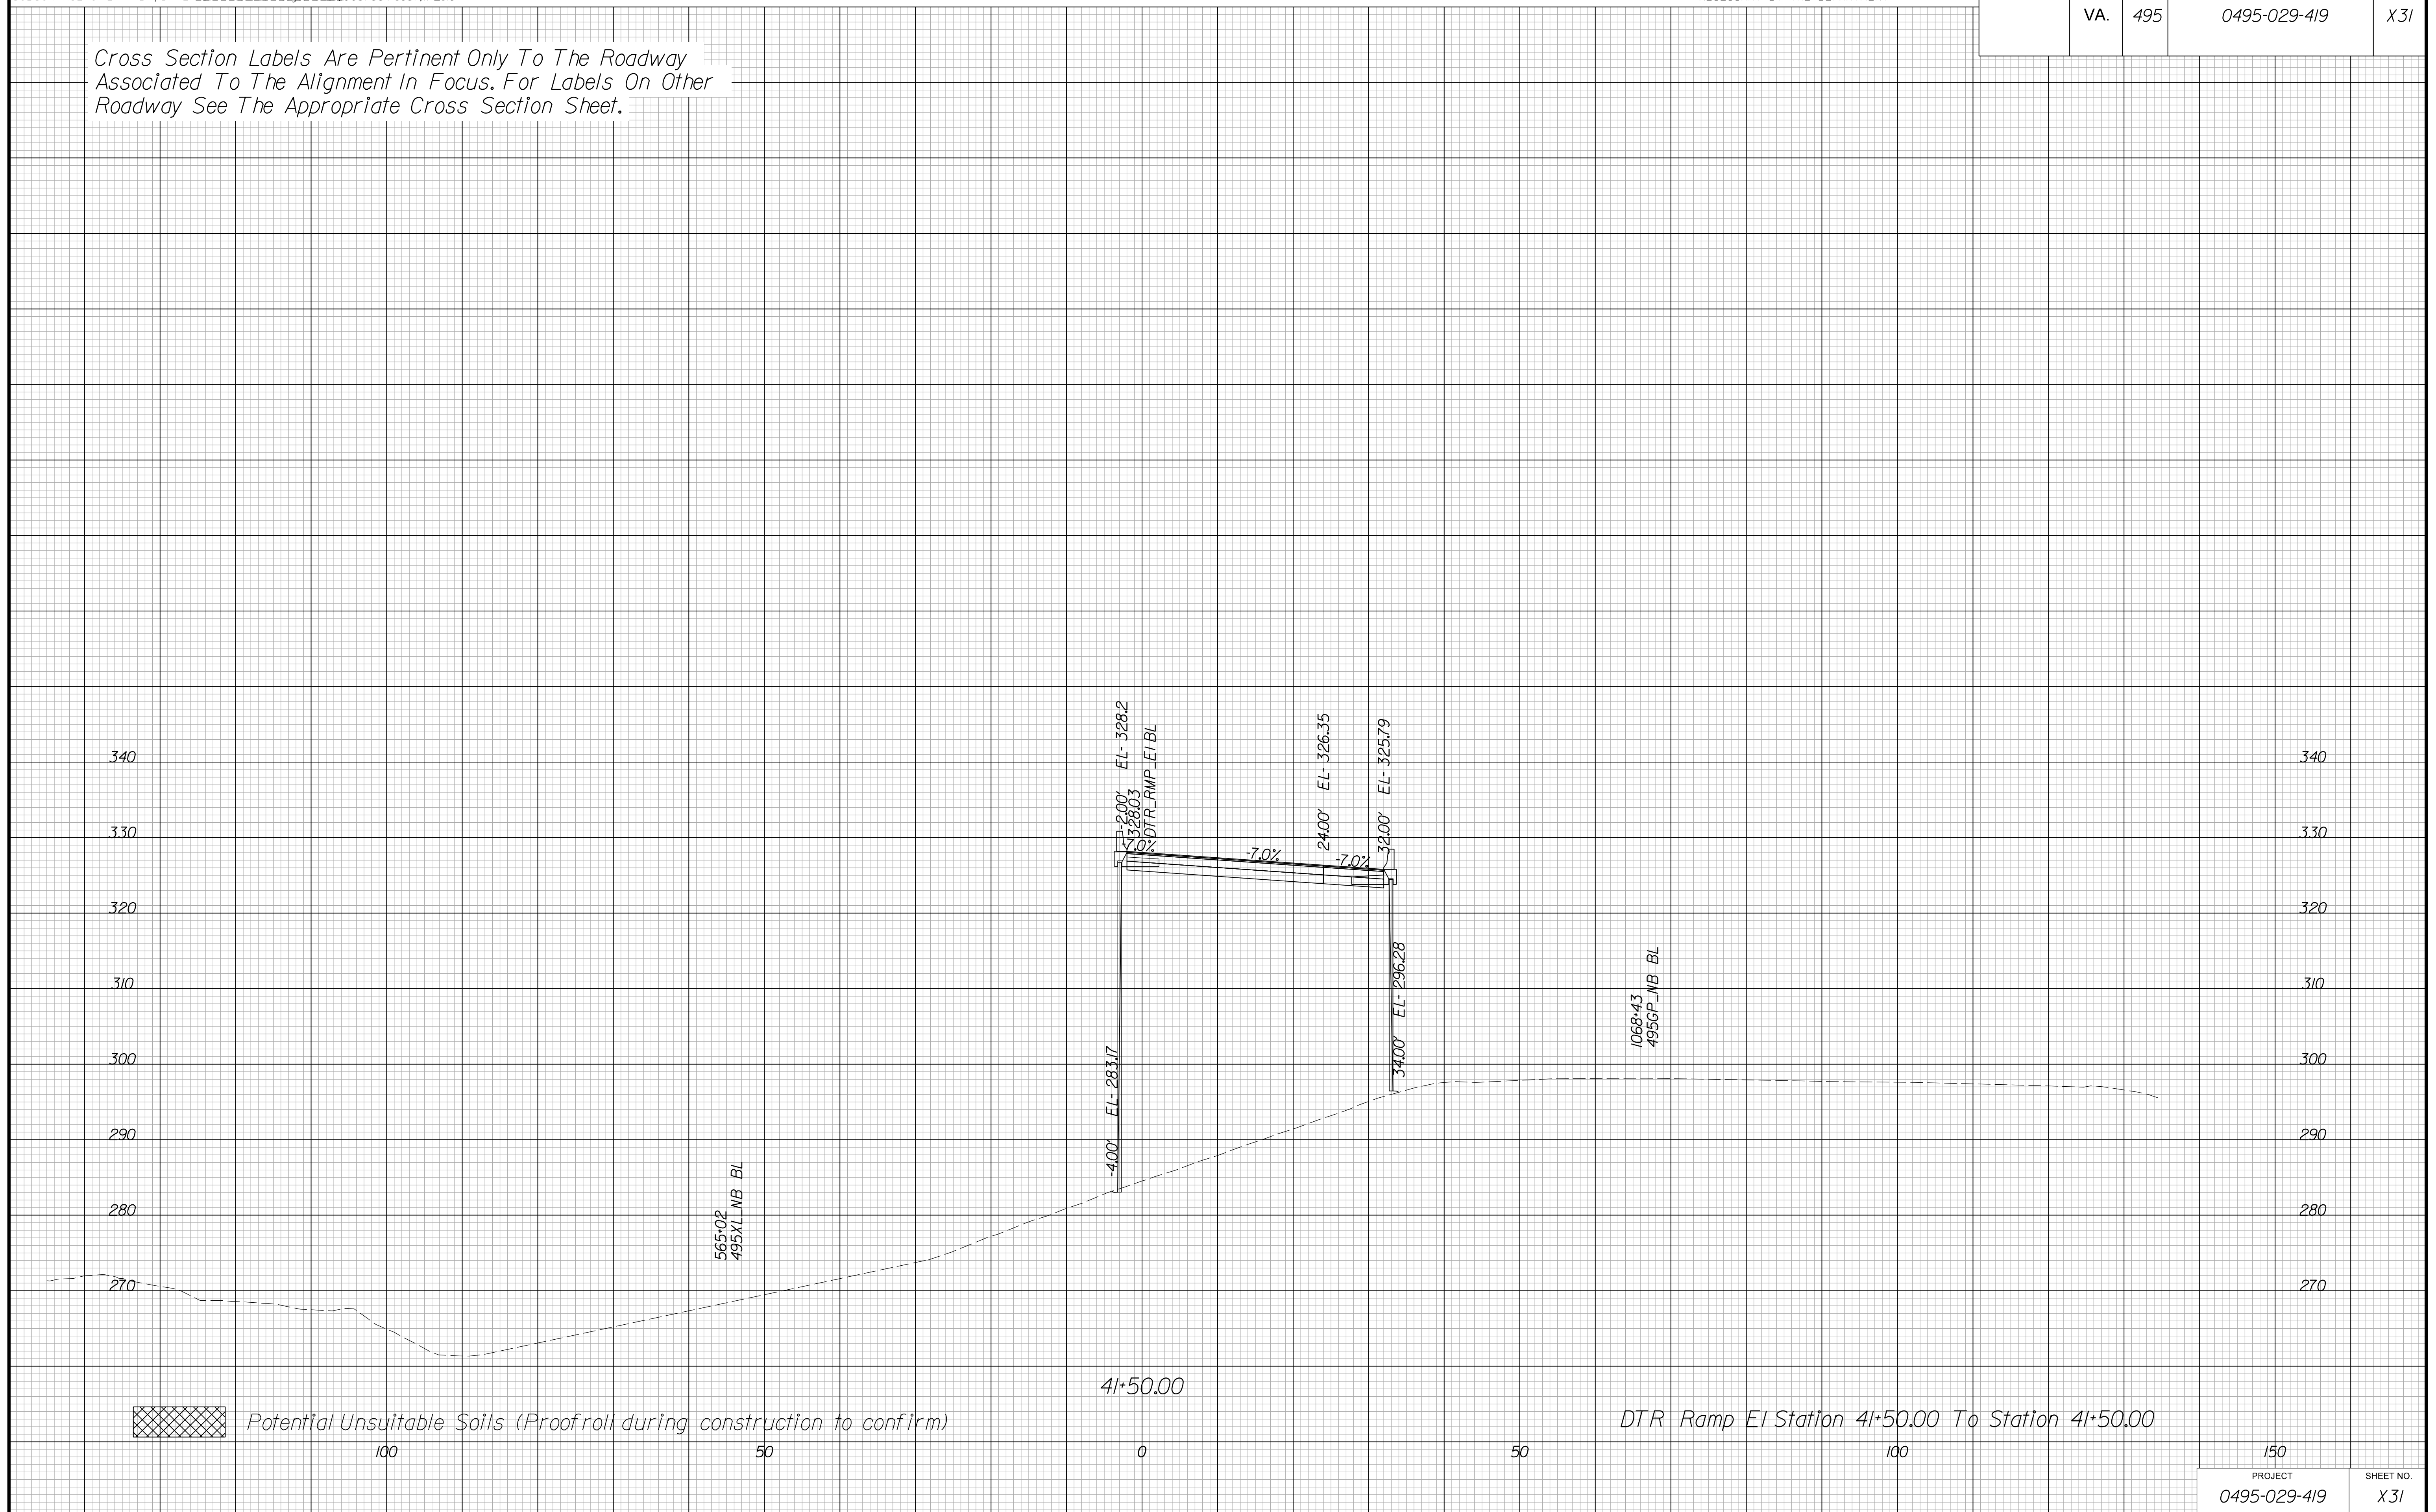 VA. 495 0495-029-419 X31
Cross Section Labels Are Pertinent Only To The Roadway
Associated To The Alignment In Focus. For Labels On Other
Roadway See The Appropriate Cross Section Sheet.
-2.00' EL- 328.2
328.03
DTR_RMP_E1 BL
24.00' EL- 326.35
32.00' EL- 325.79
340 340
330 330
-7.0% -7.0% -7.0%
320 320
34.00' EL- 296.28
310 310
1068+43
495GP_NB BL
300 300
-4.00' EL- 283.17
290 290
565+02
495XL_NB BL
280 280
270 270
41+50.00
Potential Unsuitable Soils (Proofroll during construction to confirm)
DTR Ramp E1 Station 41+50.00 To Station 41+50.00
100 50 0 50 100 150
PROJECT SHEET NO.
0495-029-419 X31